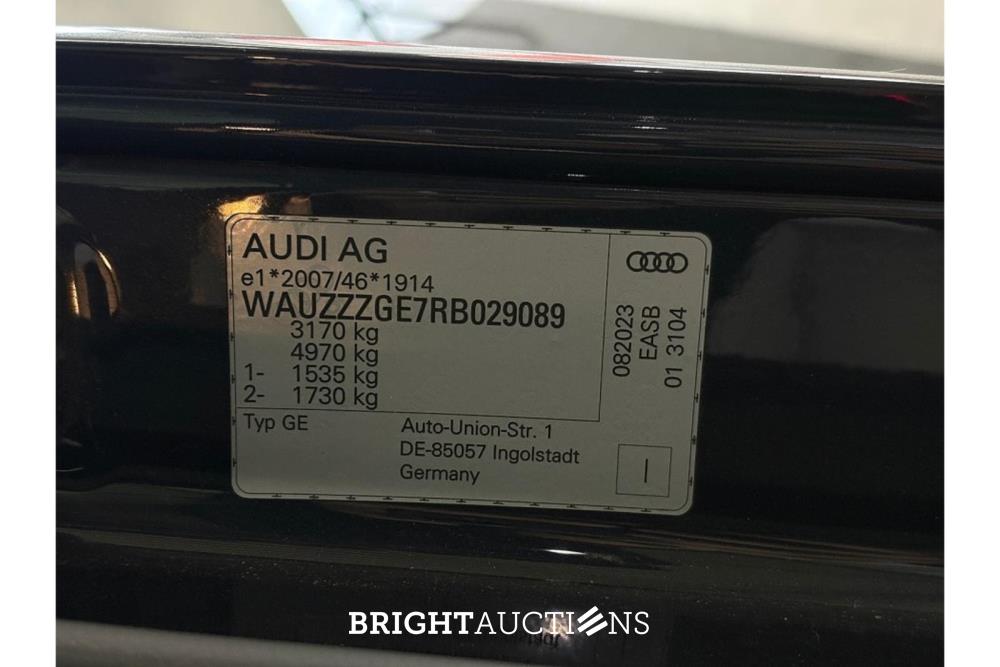 AUDI AG
e1*2007/46*1914
WAUZZZGE7RB029089
3170 kg
4970 kg
1- 1535 kg
2- 1730 kg
Typ GE
Auto-Union-Str. 1
DE-85057 Ingolstadt
Germany
082023
EASB
01 3104
I
BRIGHTAUCTIONS